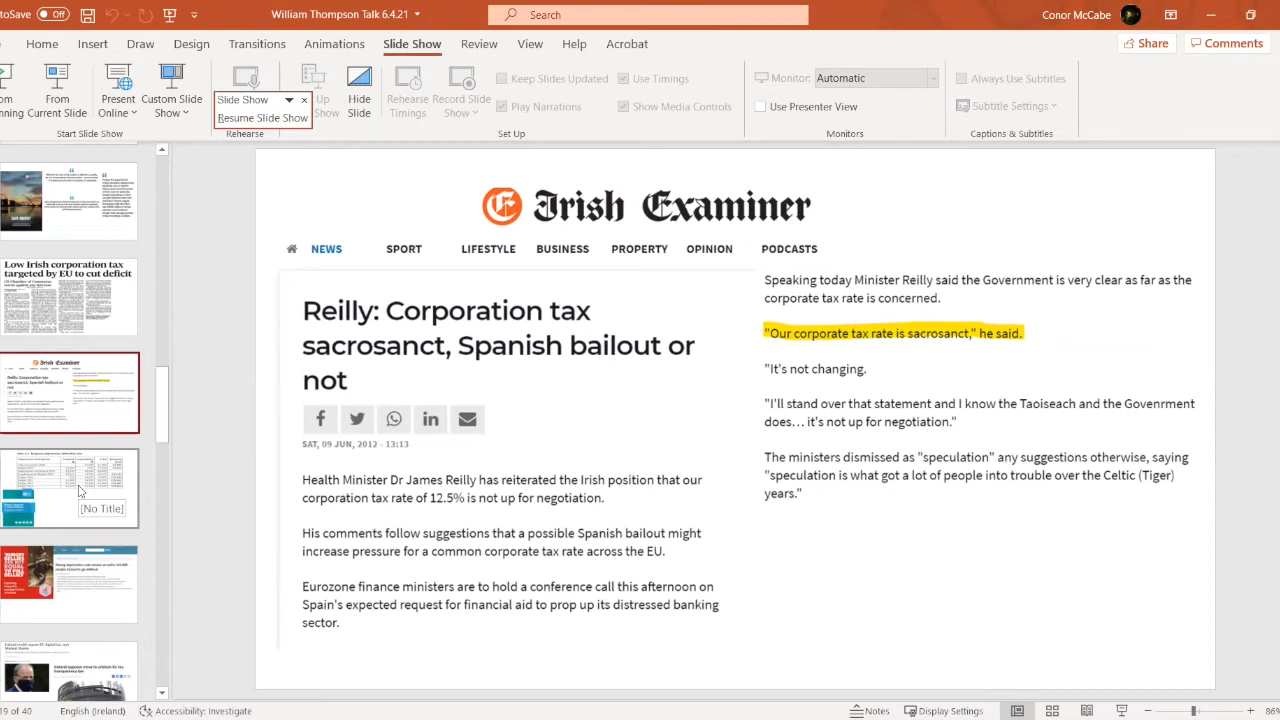 toSave Off
William Thompson Talk 6.4.21
Search
Conor McCabe
Home Insert Draw Design Transitions Animations Slide Show Review View Help Acrobat
Share Comments
From Current Slide
Present Online
Custom Slide Show
Slide Show
Resume Slide Show
Hide Slide
Rehearse Timings
Record Slide Show
Keep Slides Updated
Play Narrations
Use Timings
Show Media Controls
Monitor: Automatic
Use Presenter View
Always Use Subtitles
Subtitle Settings
Start Slide Show
Rehearse
Set Up
Monitors
Captions & Subtitles
Low Irish corporation tax
targeted by EU to cut deficit
[No Title]
Irish Examiner
NEWS SPORT LIFESTYLE BUSINESS PROPERTY OPINION PODCASTS
Reilly: Corporation tax
sacrosanct, Spanish bailout or
not
SAT, 09 JUN, 2012 - 13:13
Health Minister Dr James Reilly has reiterated the Irish position that our
corporation tax rate of 12.5% is not up for negotiation.
His comments follow suggestions that a possible Spanish bailout might
increase pressure for a common corporate tax rate across the EU.
Eurozone finance ministers are to hold a conference call this afternoon on
Spain's expected request for financial aid to prop up its distressed banking
sector.
Speaking today Minister Reilly said the Government is very clear as far as the
corporate tax rate is concerned.
"Our corporate tax rate is sacrosanct," he said.
"It's not changing.
"I'll stand over that statement and I know the Taoiseach and the Govenrment
does… it's not up for negotiation."
The ministers dismissed as "speculation" any suggestions otherwise, saying
"speculation is what got a lot of people into trouble over the Celtic (Tiger)
years."
19 of 40
English (Ireland)
Accessibility: Investigate
Notes
Display Settings
86%